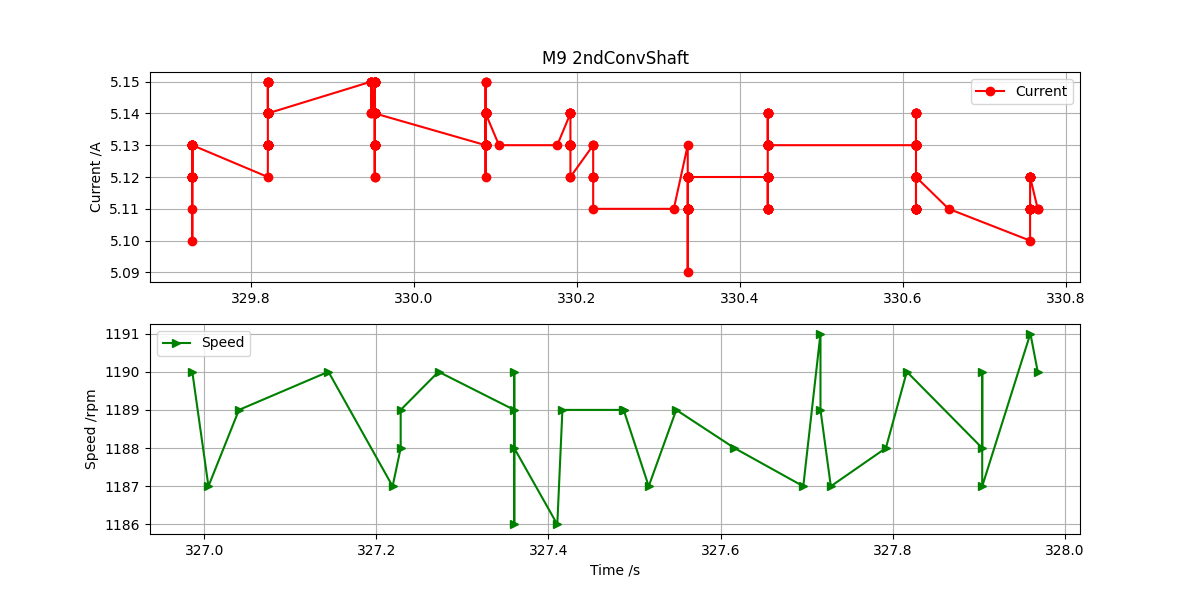 M9 2ndConvShaft
5.15
5.14
5.13
5.12
5.11
5.10
5.09
Current /A
Current
329.8 330.0 330.2 330.4 330.6 330.8
1191
1190
1189
1188
1187
1186
Speed /rpm
Speed
327.0 327.2 327.4 327.6 327.8 328.0
Time /s